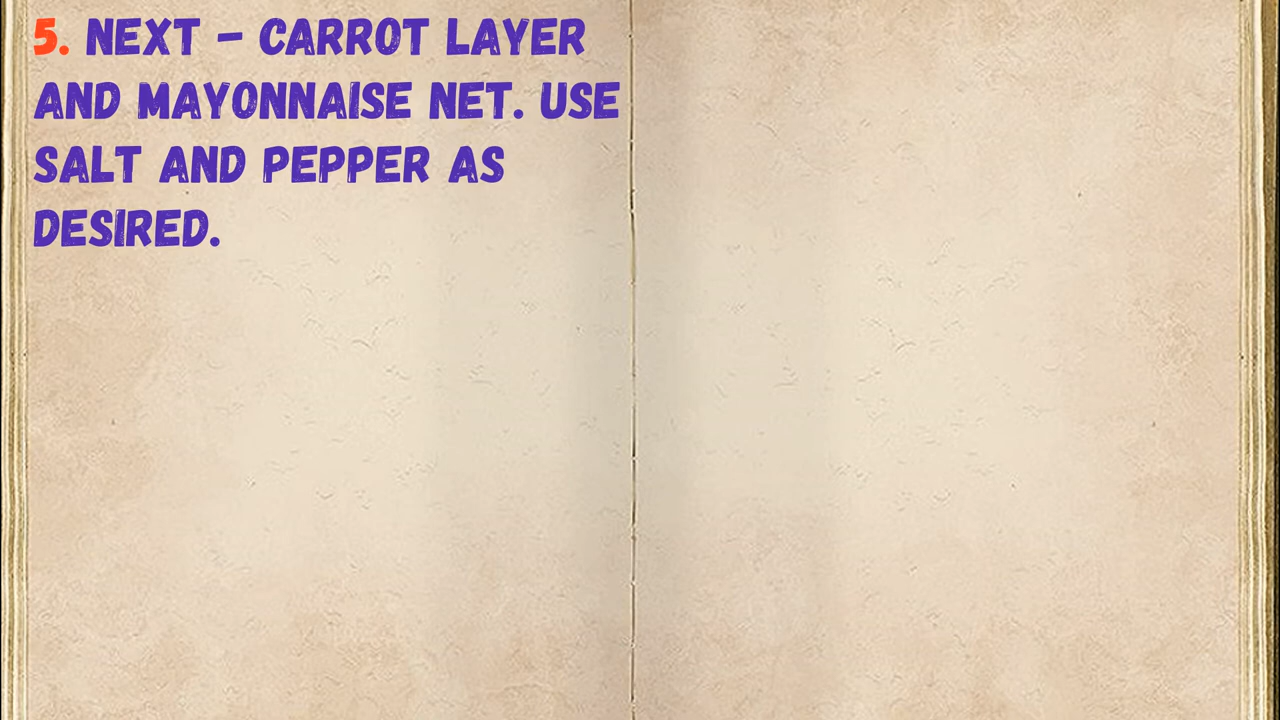 5. NEXT – CARROT LAYER
AND MAYONNAISE NET. USE
SALT AND PEPPER AS
DESIRED.